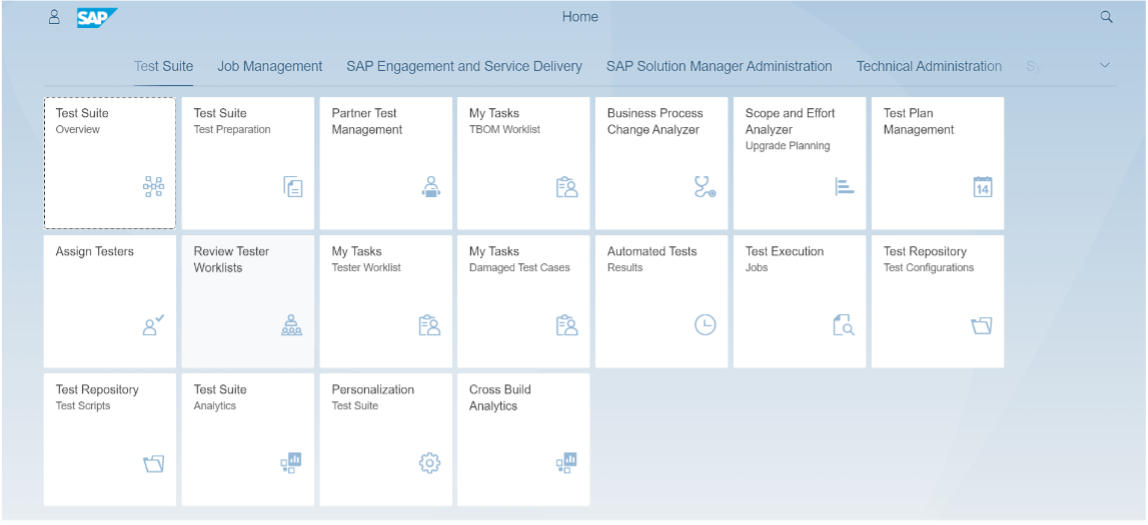 SAP
Home
Test Suite Job Management SAP Engagement and Service Delivery SAP Solution Manager Administration Technical Administration
Test Suite
Overview
Test Suite
Test Preparation
Partner Test
Management
My Tasks
TBOM Worklist
Business Process
Change Analyzer
Scope and Effort
Analyzer
Upgrade Planning
Test Plan
Management
14
Assign Testers
Review Tester
Worklists
My Tasks
Tester Worklist
My Tasks
Damaged Test Cases
Automated Tests
Results
Test Execution
Jobs
Test Repository
Test Configurations
Test Repository
Test Scripts
Test Suite
Analytics
Personalization
Test Suite
Cross Build
Analytics